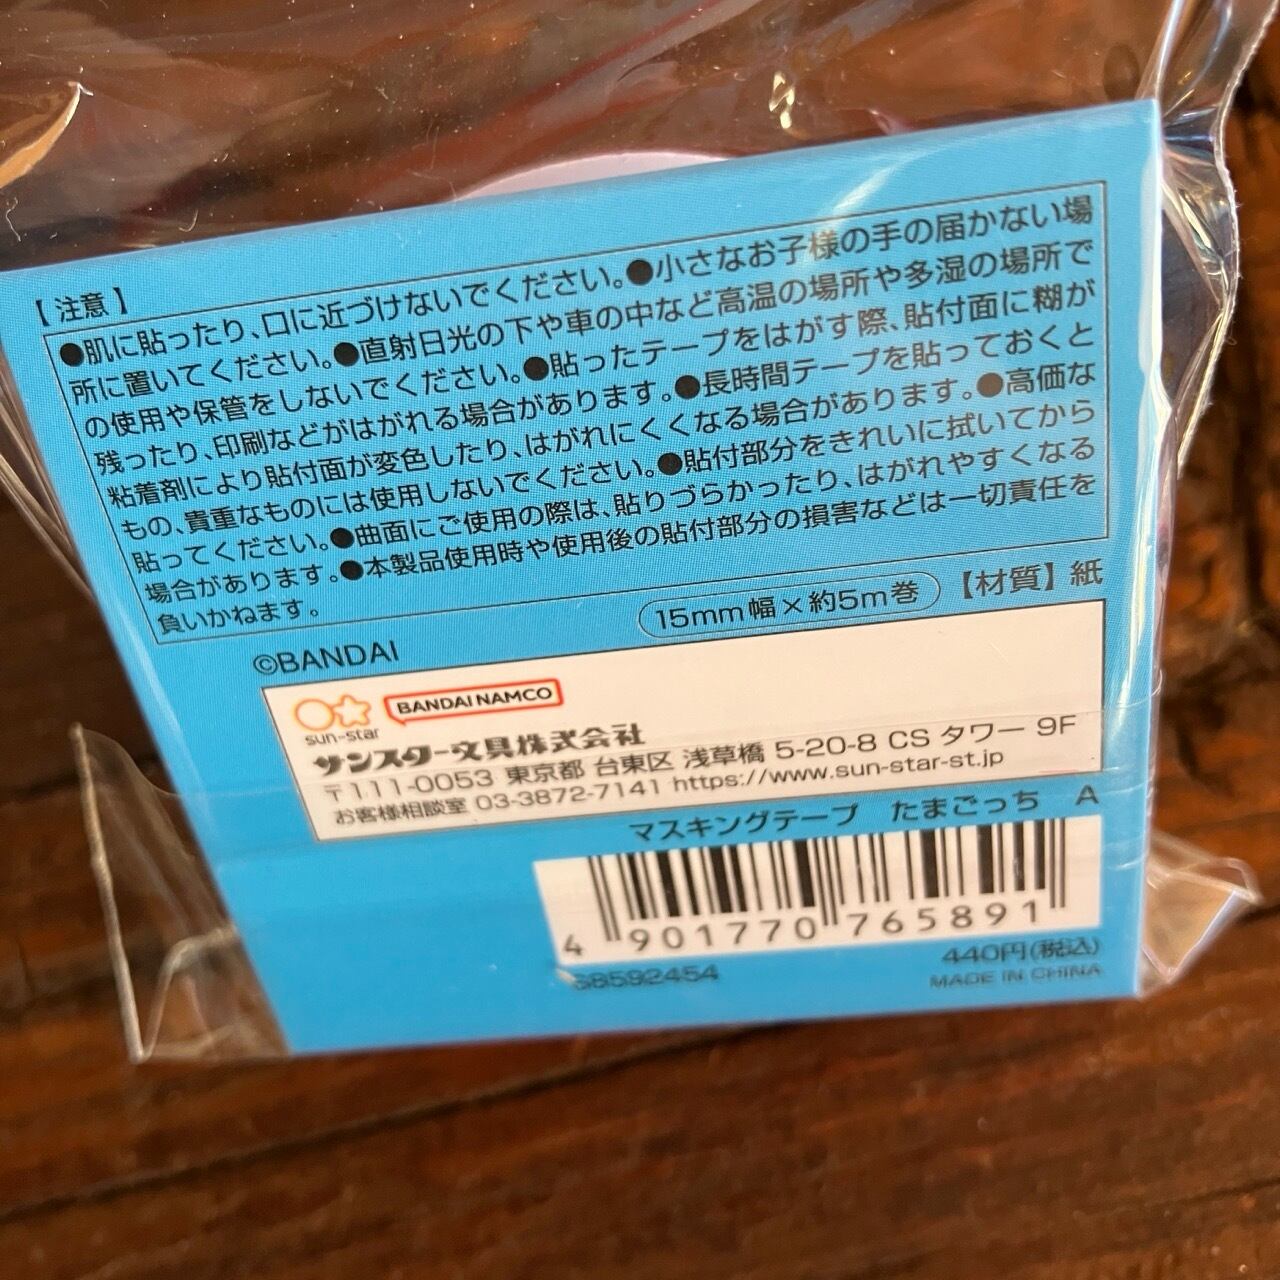 【注意】
●肌に貼ったり、口に近づけないでください。●小さなお子様の手の届かない場
所に置いてください。●直射日光の下や車の中など高温の場所や多湿の場所で
の使用や保管をしないでください。●貼ったテープをはがす際、貼付面に糊が
残ったり、印刷などがはがれる場合があります。●長時間テープを貼っておくと
粘着剤により貼付面が変色したり、はがれにくくなる場合があります。●高価な
もの、貴重なものには使用しないでください。●貼付部分をきれいに拭いてから
貼ってください。●曲面にご使用の際は、貼りづらかったり、はがれやすくなる
場合があります。●本製品使用時や使用後の貼付部分の損害などは一切責任を
負いかねます。
15mm幅×約5m巻 【材質】紙
©BANDAI
sun-star BANDAI NAMCO
サンスター文具株式会社
〒111-0053 東京都 台東区 浅草橋 5-20-8 CS タワー 9F
お客様相談室 03-3872-7141 https://www.sun-star-st.jp
マスキングテープ たまごっち A
4 901770 765891
S8592454
440円(税込)
MADE IN CHINA